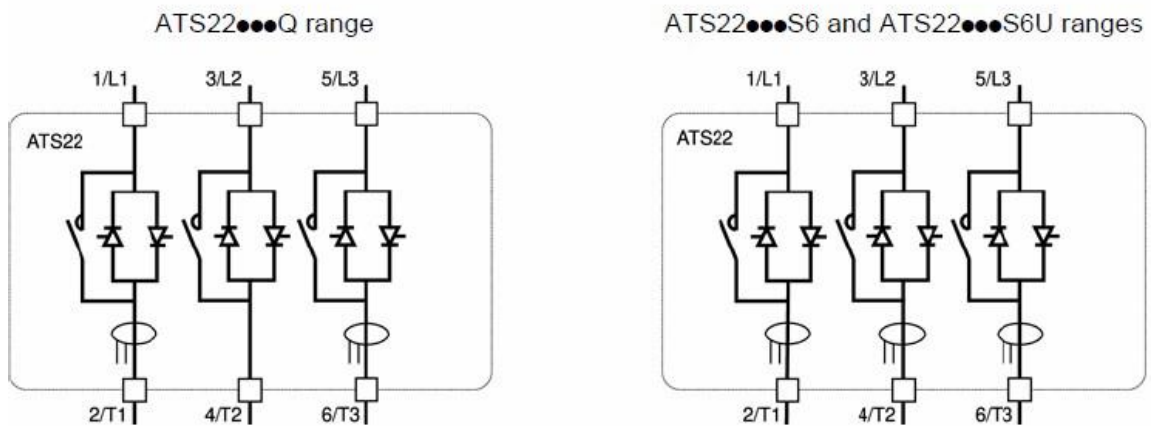 ATS22●●●Q range
ATS22●●●S6 and ATS22●●●S6U ranges
1/L1 3/L2 5/L3
1/L1 3/L2 5/L3
ATS22
ATS22
2/T1 4/T2 6/T3
2/T1 4/T2 6/T3